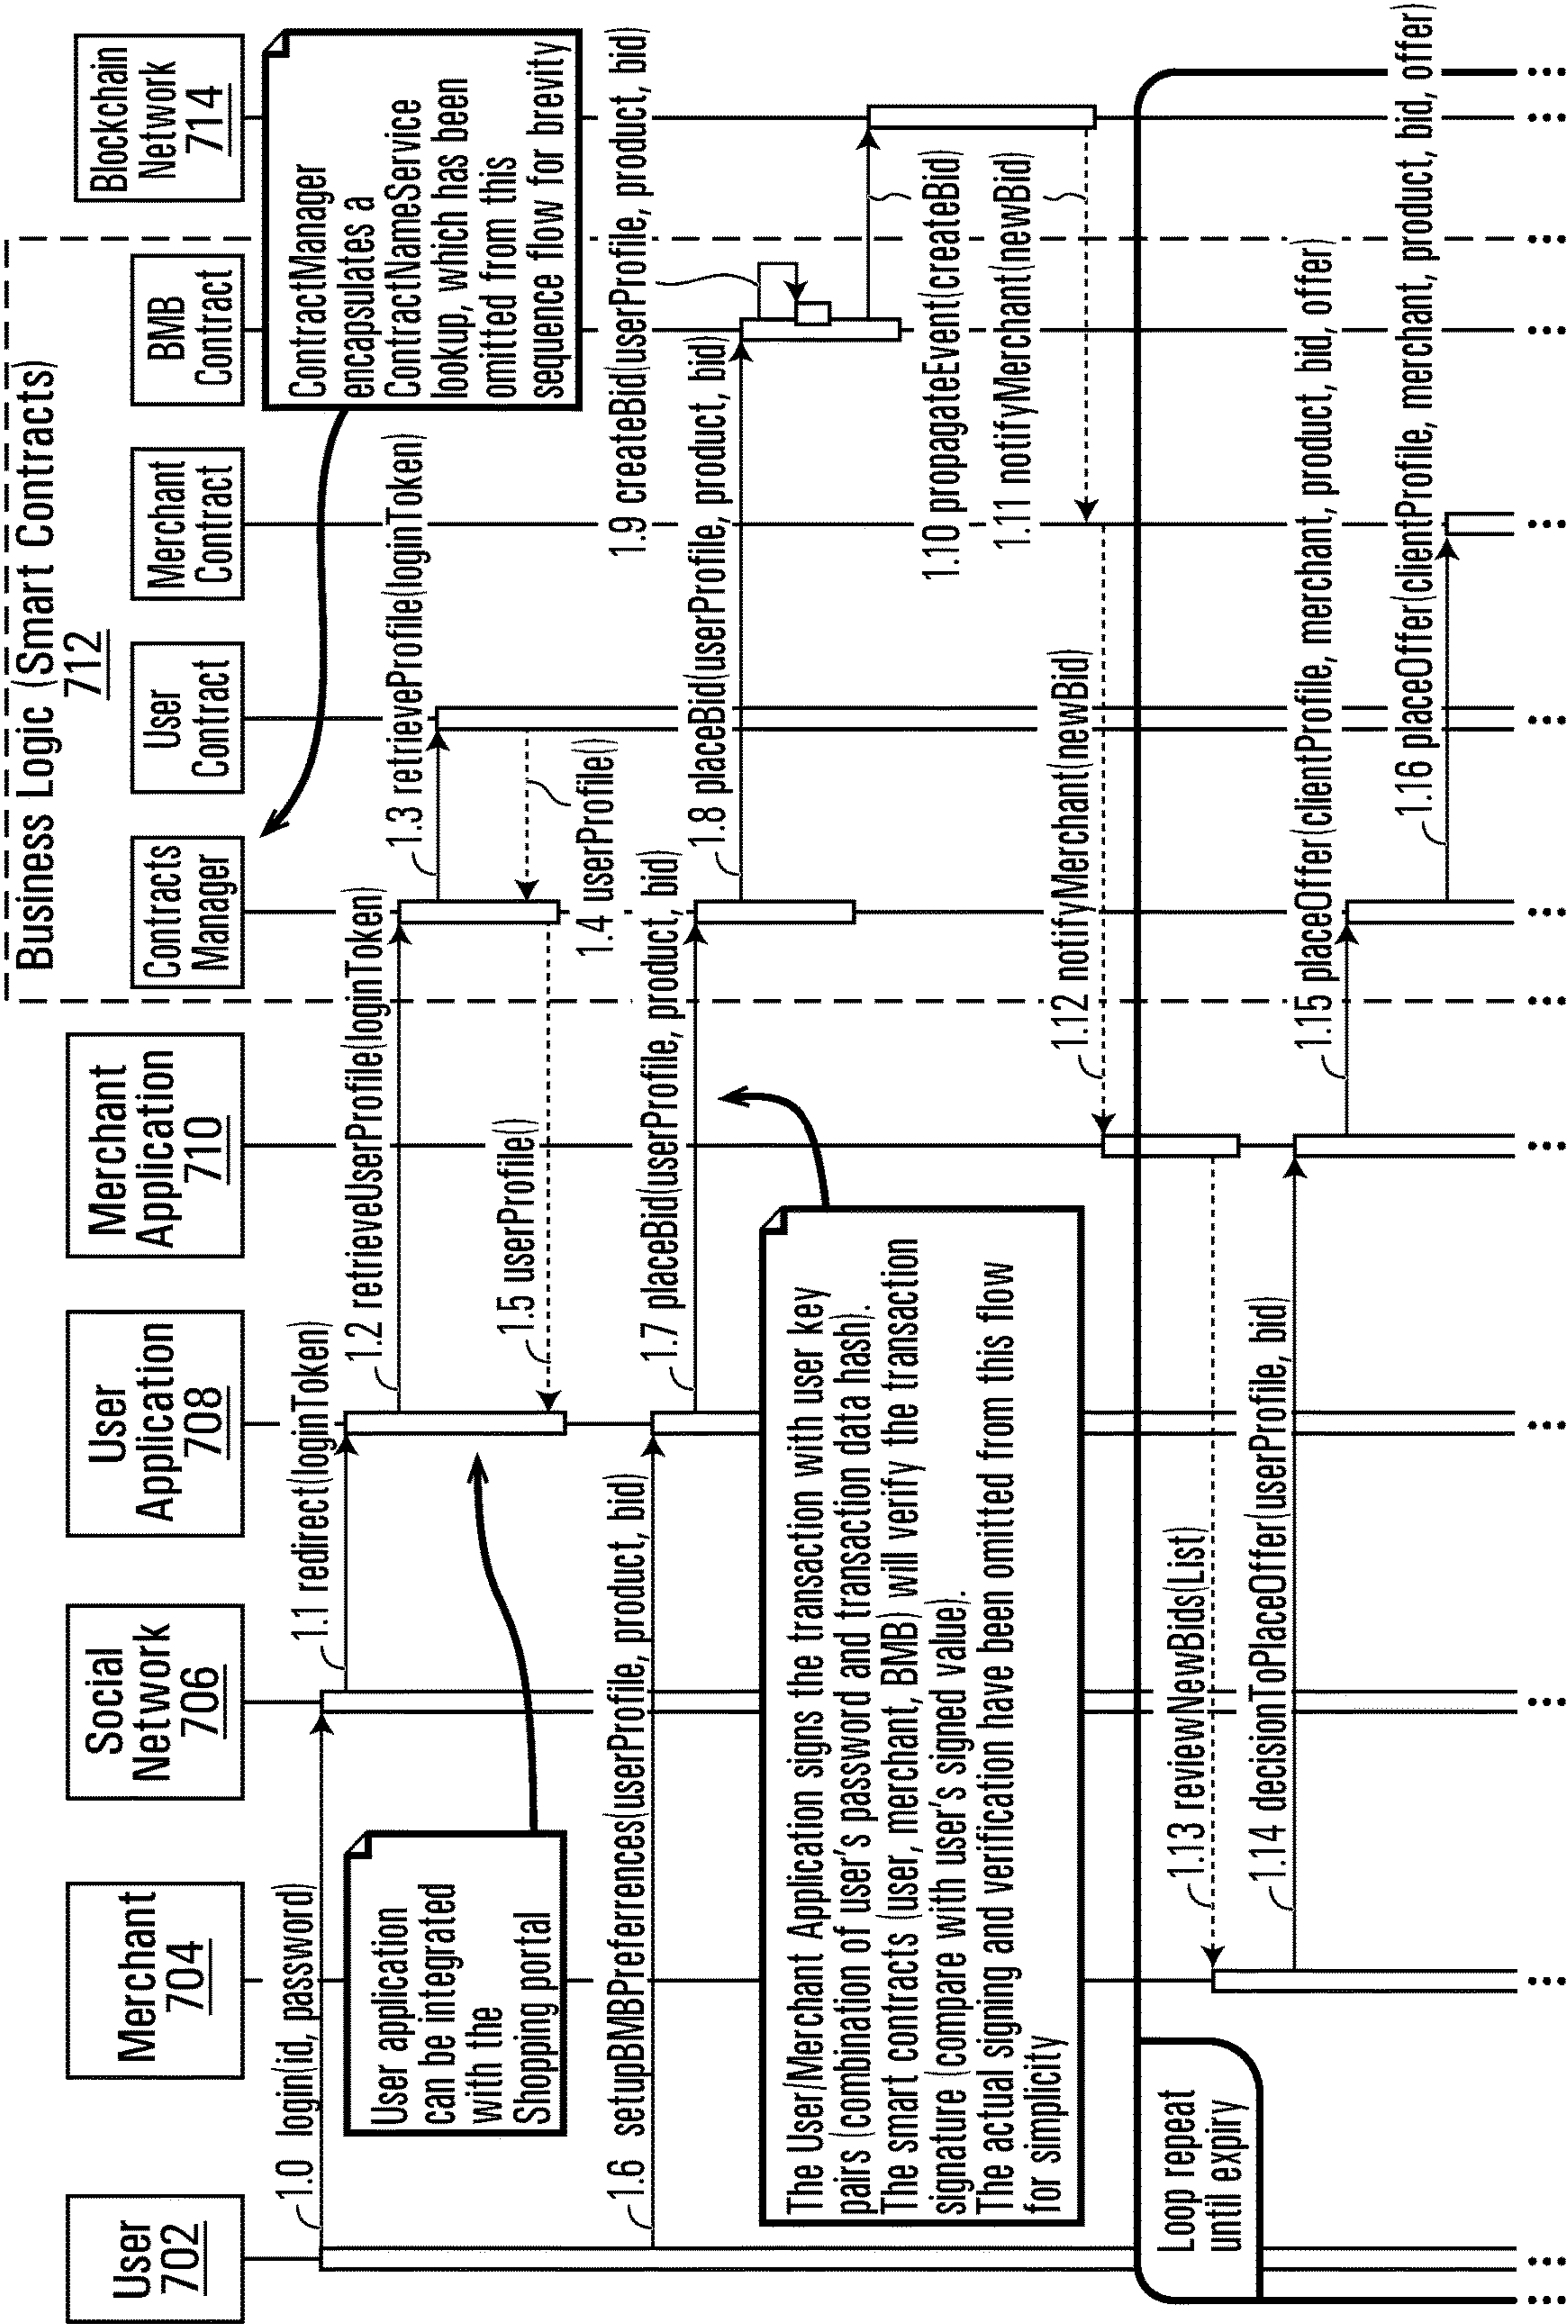 User
702
Merchant
704
Social
Network
706
User
Application
708
Merchant
Application
710
Business Logic (Smart Contracts)
712
Contracts
Manager
User
Contract
Merchant
Contract
BMB
Contract
Blockchain
Network
714
ContractManager
encapsulates a
ContractNameService
lookup, which has been
omitted from this
sequence flow for brevity
1.0 login(id, password)
1.1 redirect(loginToken)
1.2 retrieveUserProfile(loginToken)
1.3 retrieveProfile(loginToken)
User application
can be integrated
with the
Shopping portal
1.4 userProfile()
1.5 userProfile()
1.6 setupBMBPreferrences(userProfile, product, bid)
1.7 placeBid(userProfile, product, bid)
1.8 placeBid(userProfile, product, bid)
1.9 createBid(userProfile, product, bid)
The User/Merchant Application signs the transaction with user key
pairs (combination of user's password and transaction data hash).
The smart contracts (user, merchant, BMB) will verify the transaction
signature (compare with user's signed value).
The actual signing and verification have been omitted from this flow
for simplicity
1.10 propagateEvent(createBid)
1.11 notifyMerchant(newBid)
1.12 notifyMerchant(newBid)
Loop repeat
until expiry
1.13 reviewNewBids(List)
1.14 decisionToPlaceOffer(userProfile, bid)
1.15 placeOffer(clientProfile, merchant, product, bid, offer)
1.16 placeOffer(clientProfile, merchant, product, bid, offer)